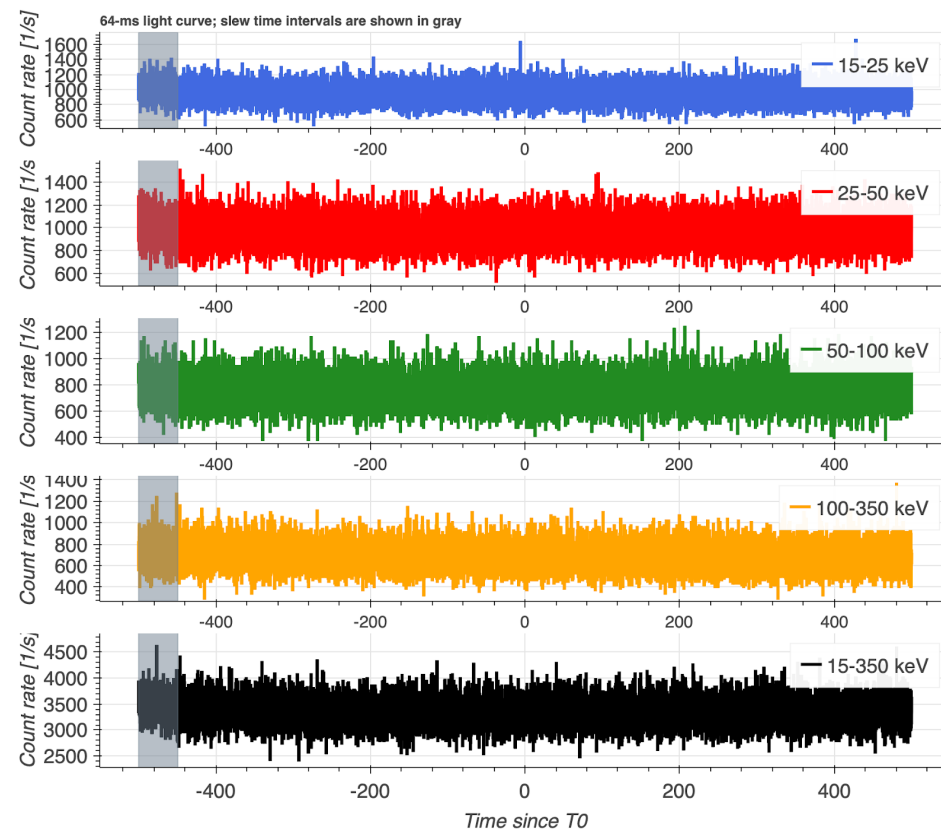 64-ms light curve; slew time intervals are shown in gray
Count rate [1/s]
1600
1400
1200
1000
800
600
15-25 keV
-400 -200 0 200 400
Count rate [1/s
1400
1200
1000
800
600
25-50 keV
-400 -200 0 200 400
Count rate [1/s
1200
1000
800
600
400
50-100 keV
-400 -200 0 200 400
Count rate [1/s
1400
1200
1000
800
600
400
100-350 keV
-400 -200 0 200 400
Count rate [1/s]
4500
4000
3500
3000
2500
15-350 keV
-400 -200 0 200 400
Time since T0